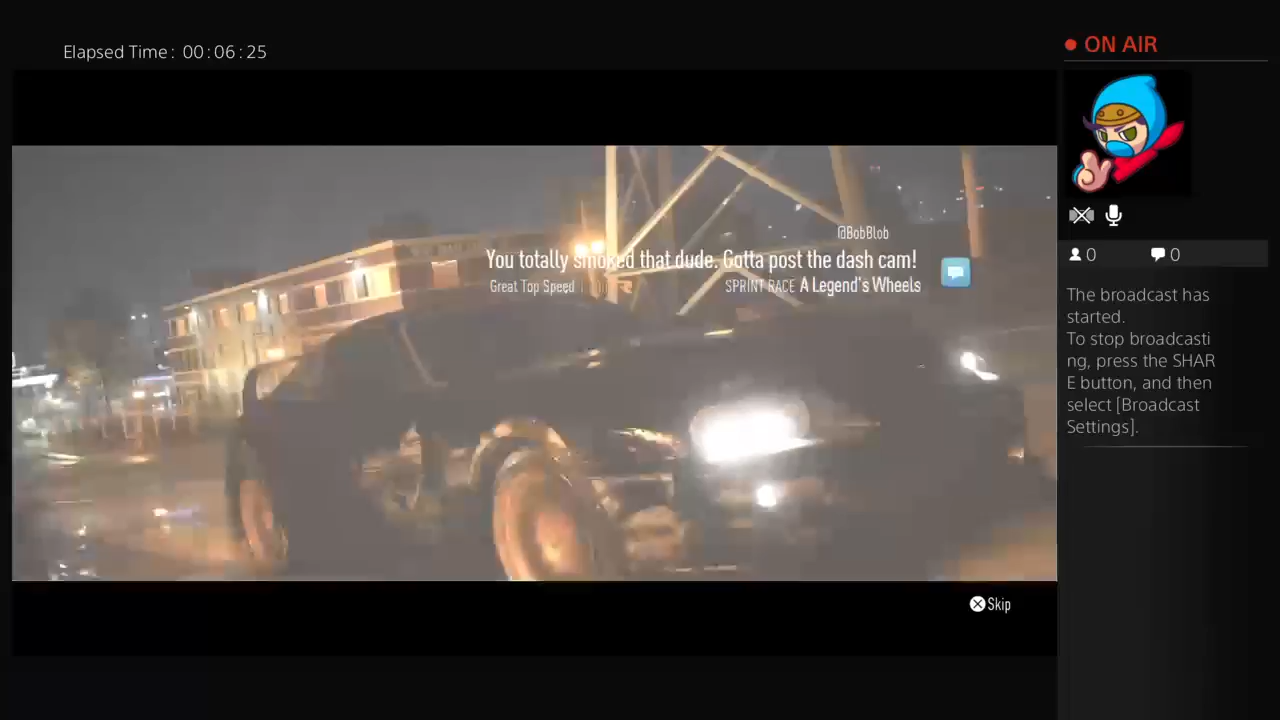 Elapsed Time: 00:06:25
ON AIR
@BobBlob
You totally smoked that dude. Gotta post the dash cam!
Great Top Speed
SPRINT RACE A Legend's Wheels
0 0
The broadcast has
started.
To stop broadcasti
ng, press the SHAR
E button, and then
select [Broadcast
Settings].
Skip